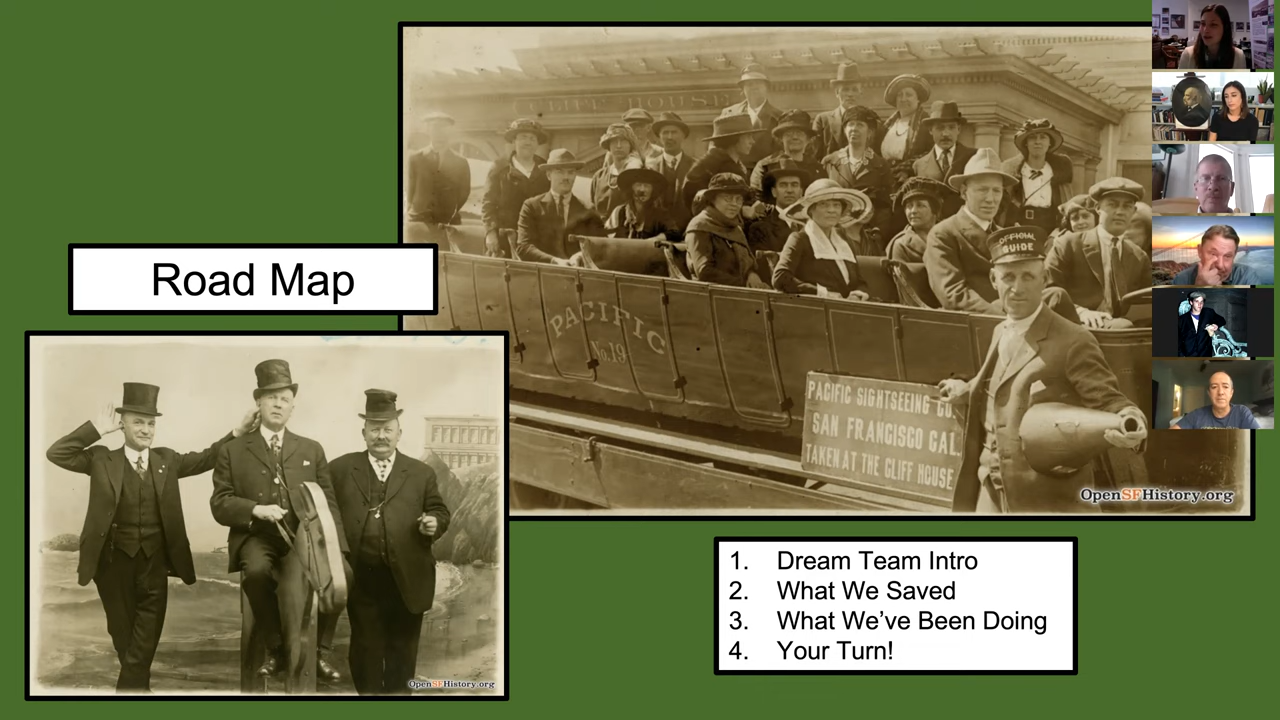 CLIFF HOUSE
Road Map
OFFICIAL
GUIDE
PACIFIC
No. 19
PACIFIC SIGHTSEEING CO.
SAN FRANCISCO CAL.
TAKEN AT THE CLIFF HOUSE
OpenSFHistory.org
OpenSFHistory.org
1. Dream Team Intro
2. What We Saved
3. What We've Been Doing
4. Your Turn!